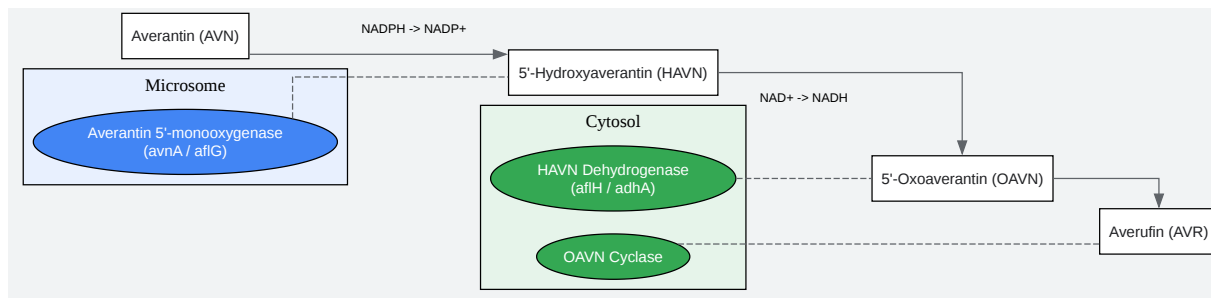 Averantin (AVN)
NADPH -> NADP+
5'-Hydroxyaverantin (HAVN)
Microsome
Averantin 5'-monooxygenase
(avnA / aflG)
NAD+ -> NADH
Cytosol
HAVN Dehydrogenase
(aflH / adhA)
5'-Oxoaverantin (OAVN)
Averufin (AVR)
OAVN Cyclase